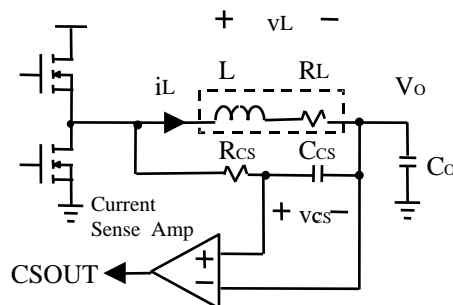 + vL −
iL L RL VO
RCS CCS CO
+ vcs −
Current
Sense Amp
CSOUT
+
−